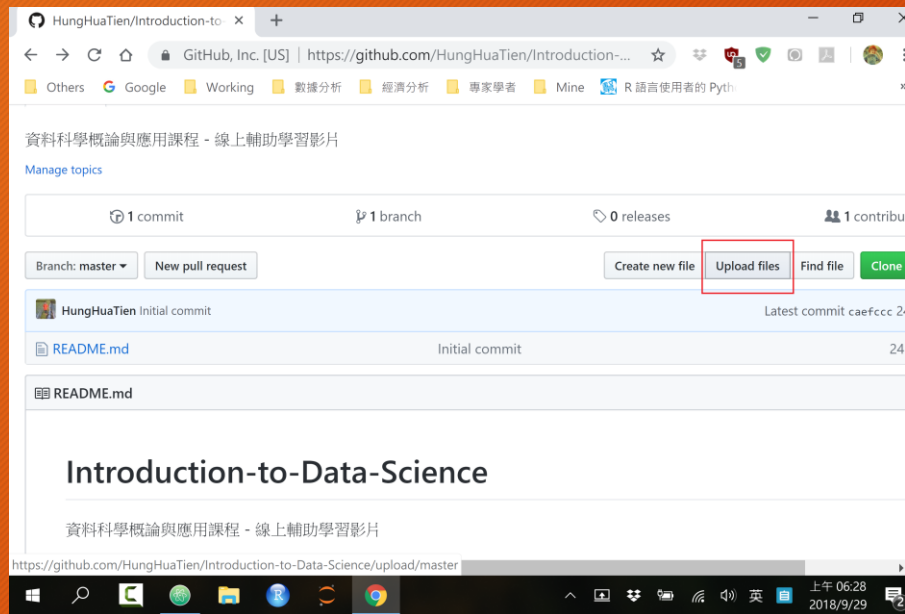 HungHuaTien/Introduction-to-
GitHub, Inc. [US] | https://github.com/HungHuaTien/Introduction-...
5
Others Google Working 數據分析 經濟分析 專家學者 Mine R 語言使用者的 Pyth
資料科學概論與應用課程 - 線上輔助學習影片
Manage topics
1 commit 1 branch 0 releases 1 contribu
Branch: master New pull request Create new file Upload files Find file Clone
HungHuaTien Initial commit Latest commit caefccc 24
README.md Initial commit 24
README.md
Introduction-to-Data-Science
資料科學概論與應用課程 - 線上輔助學習影片
https://github.com/HungHuaTien/Introduction-to-Data-Science/upload/master
英 上午 06:28
2018/9/29 2